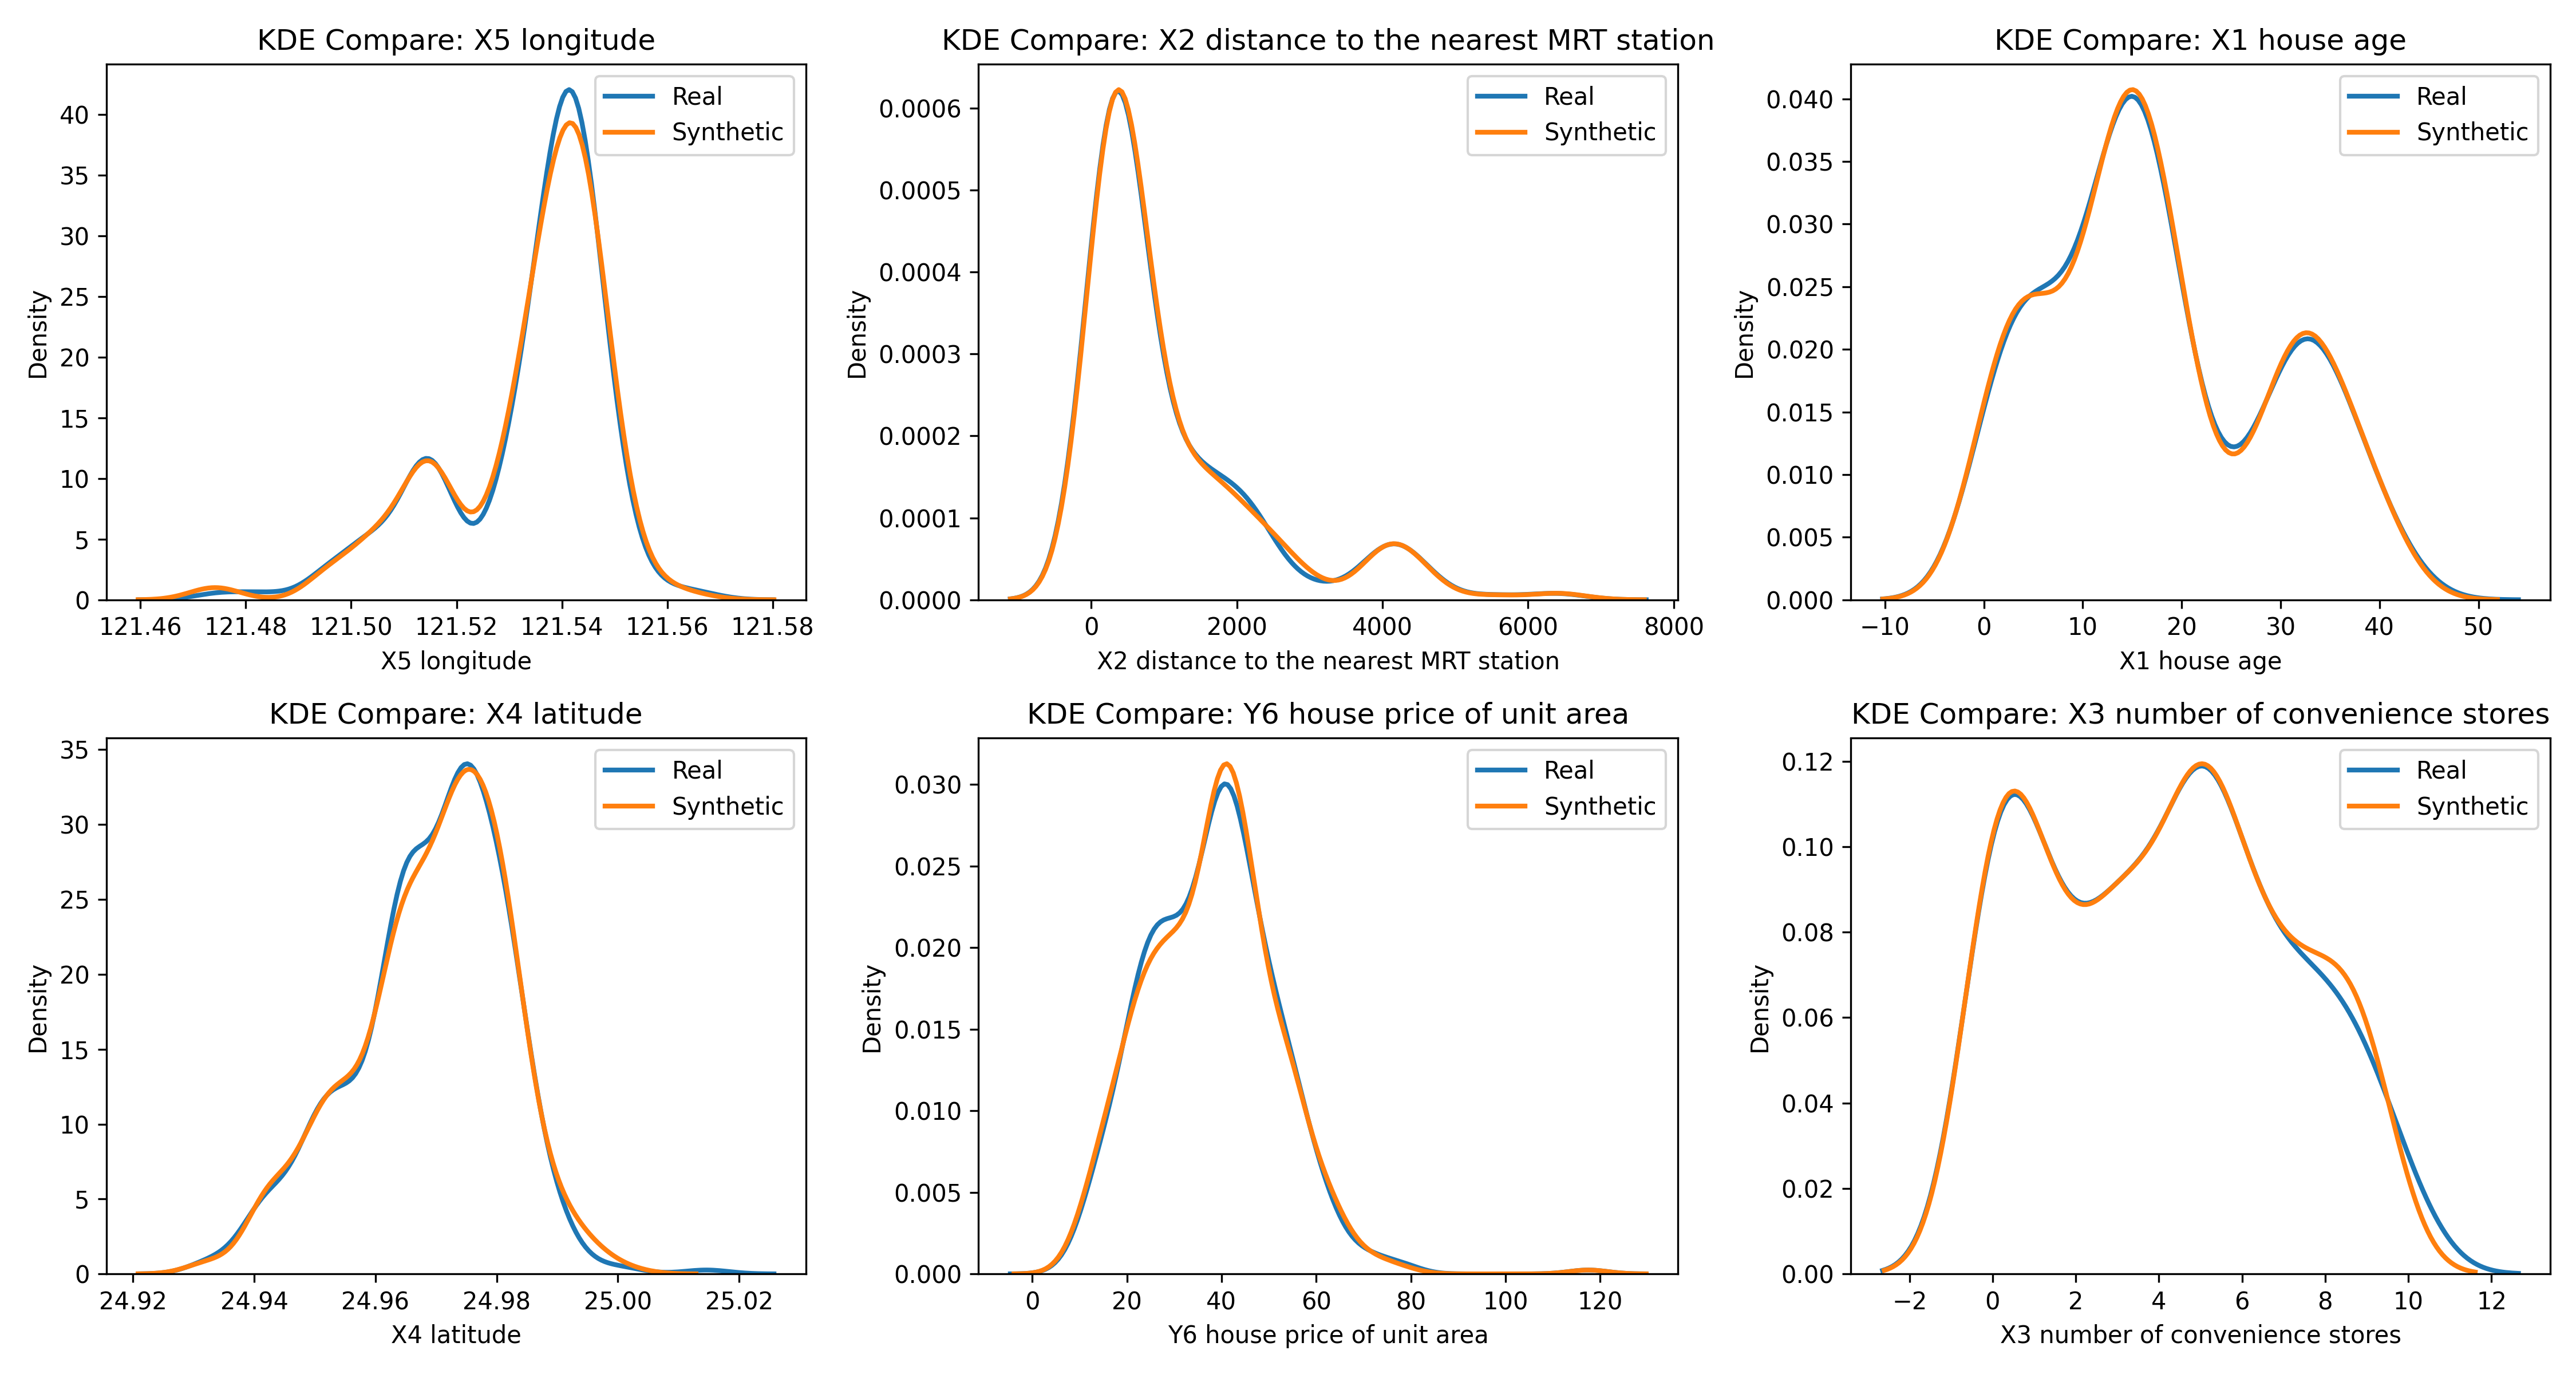 KDE Compare: X5 longitude
Real
Synthetic
40
35
30
25
20
15
10
5
0
Density
121.46 121.48 121.50 121.52 121.54 121.56 121.58
X5 longitude
KDE Compare: X2 distance to the nearest MRT station
Real
Synthetic
0.0006
0.0005
0.0004
0.0003
0.0002
0.0001
0.0000
Density
0 2000 4000 6000 8000
X2 distance to the nearest MRT station
KDE Compare: X1 house age
Real
Synthetic
0.040
0.035
0.030
0.025
0.020
0.015
0.010
0.005
0.000
Density
−10 0 10 20 30 40 50
X1 house age
KDE Compare: X4 latitude
Real
Synthetic
35
30
25
20
15
10
5
0
Density
24.92 24.94 24.96 24.98 25.00 25.02
X4 latitude
KDE Compare: Y6 house price of unit area
Real
Synthetic
0.030
0.025
0.020
0.015
0.010
0.005
0.000
Density
0 20 40 60 80 100 120
Y6 house price of unit area
KDE Compare: X3 number of convenience stores
Real
Synthetic
0.12
0.10
0.08
0.06
0.04
0.02
0.00
Density
−2 0 2 4 6 8 10 12
X3 number of convenience stores